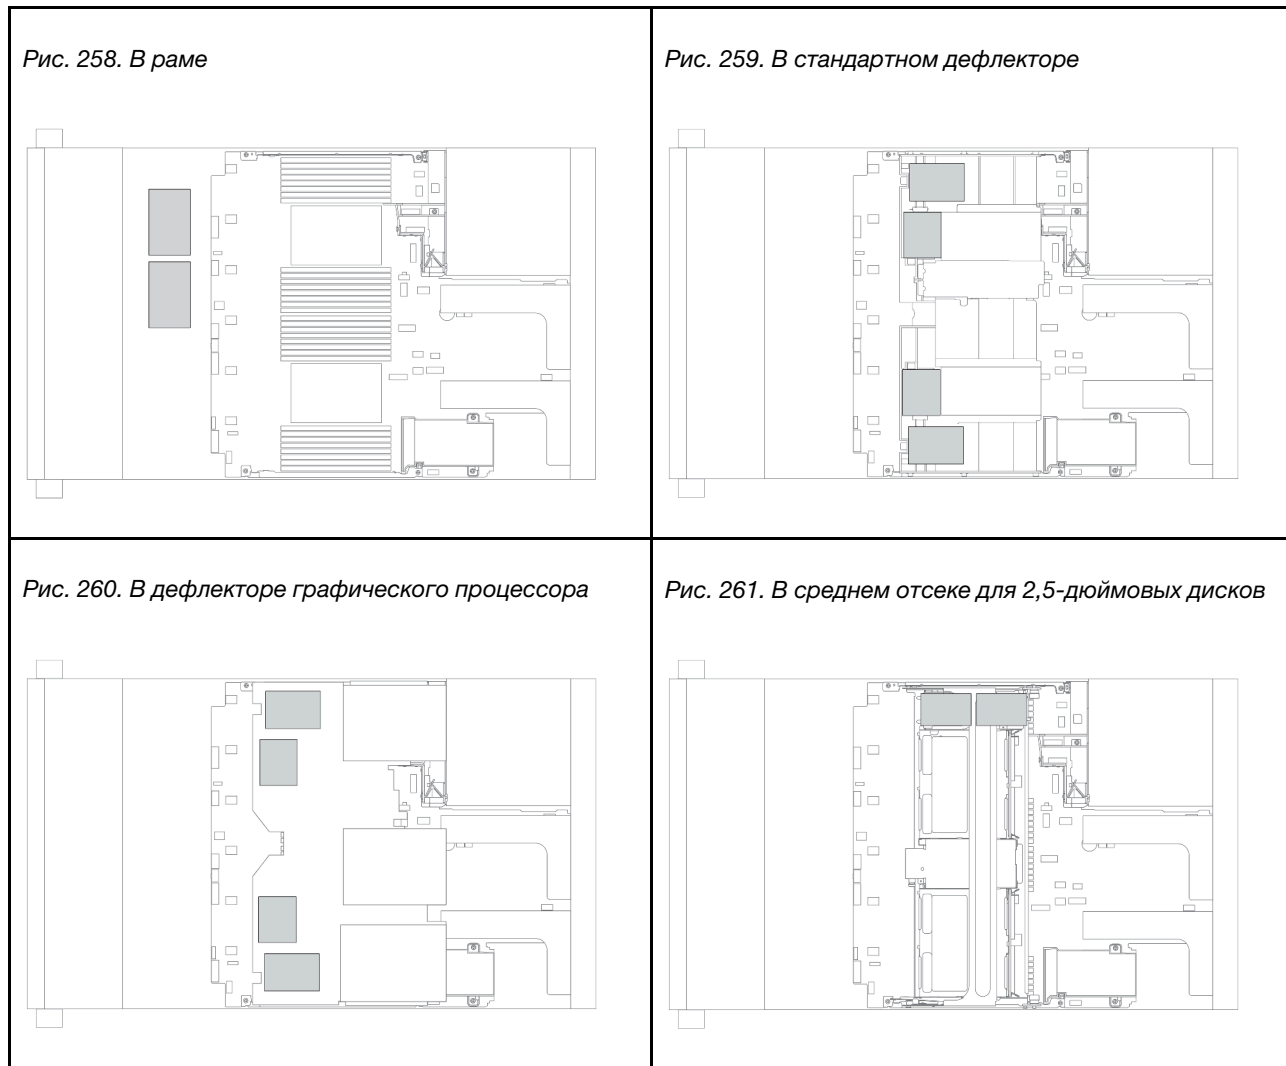 Рис. 258. В раме
Рис. 259. В стандартном дефлекторе
Рис. 260. В дефлекторе графического процессора
Рис. 261. В среднем отсеке для 2,5-дюймовых дисков